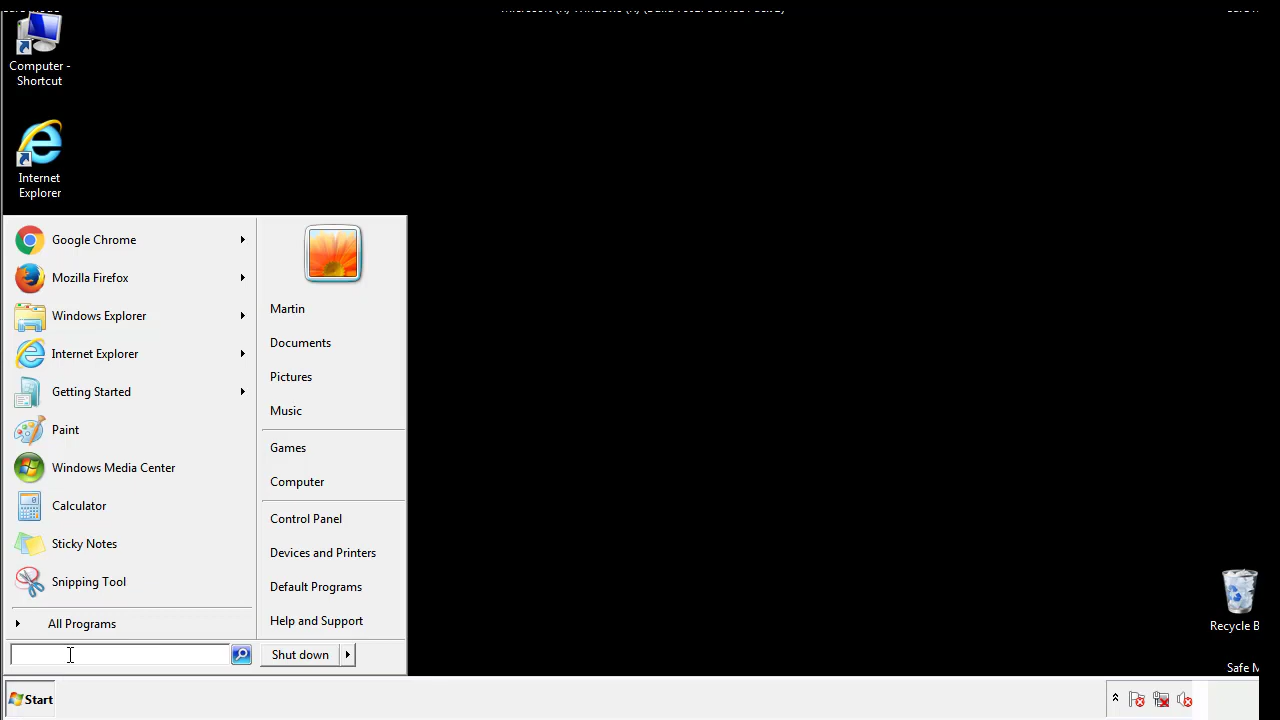 Computer -
Shortcut
Internet
Explorer
Google Chrome
Mozilla Firefox
Windows Explorer
Internet Explorer
Getting Started
Paint
Windows Media Center
Calculator
Sticky Notes
Snipping Tool
All Programs
Martin
Documents
Pictures
Music
Games
Computer
Control Panel
Devices and Printers
Default Programs
Help and Support
Shut down
Recycle B
Safe M
Start